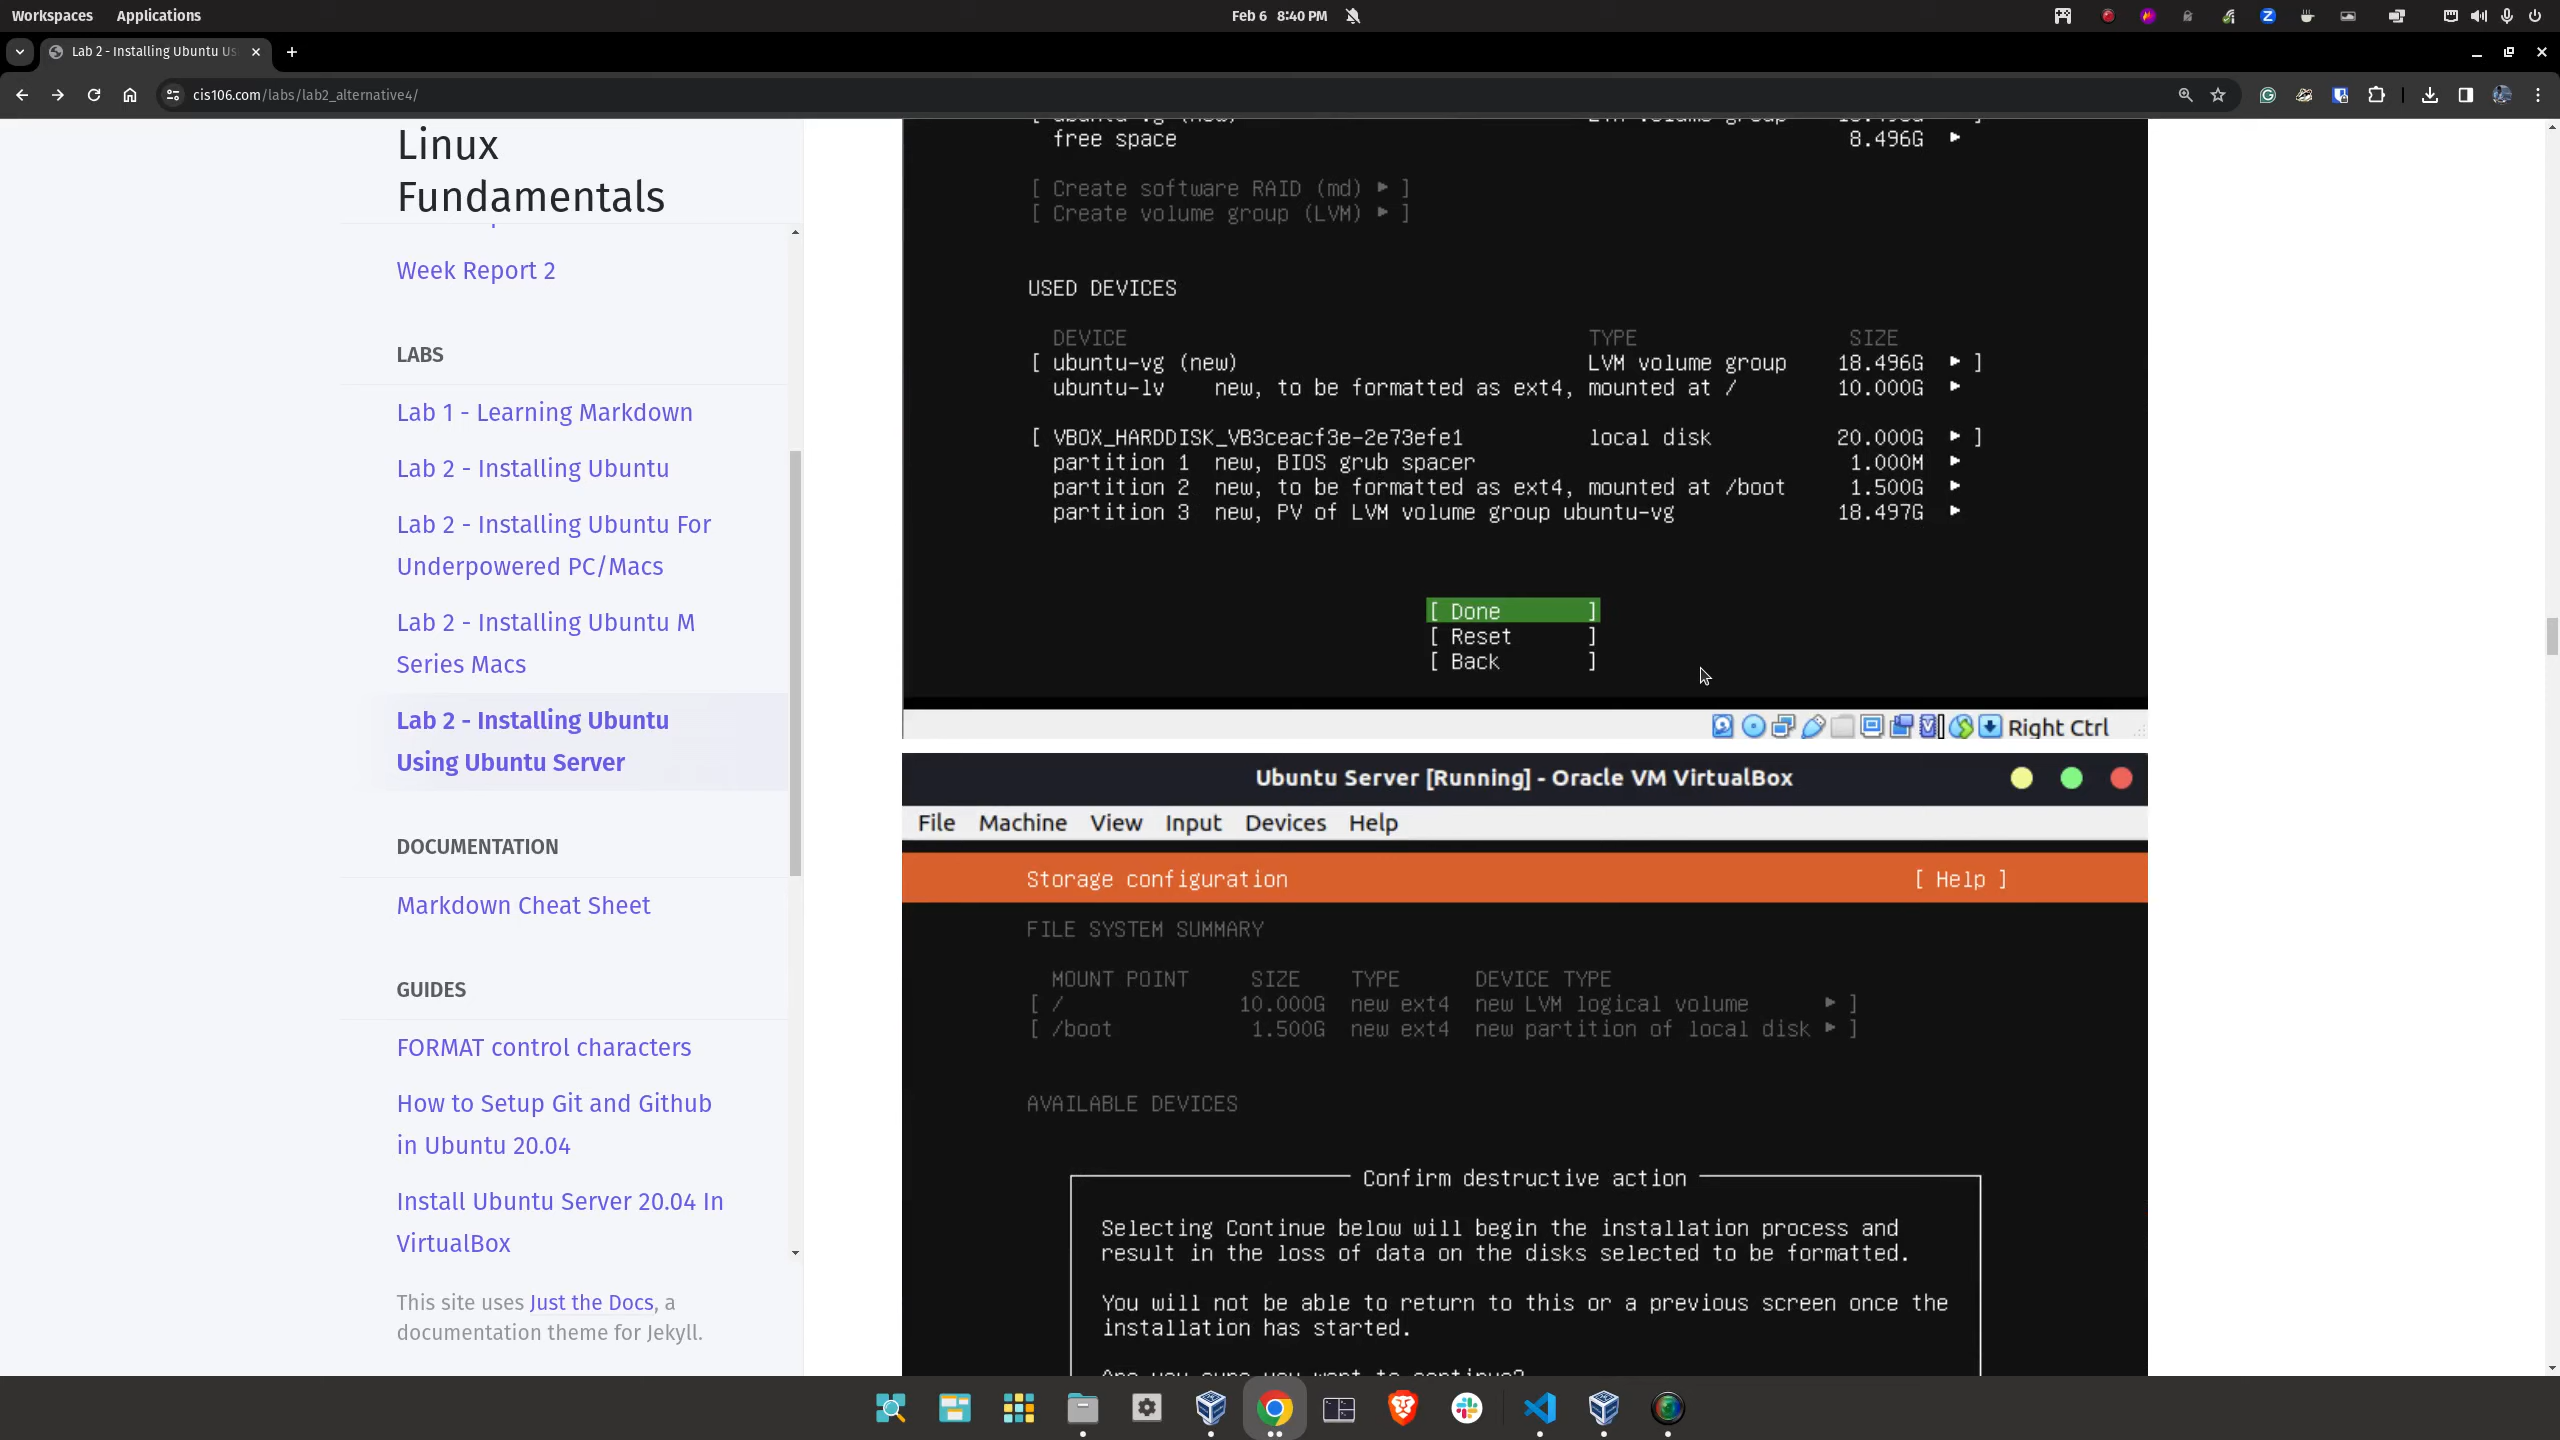 Workspaces Applications Feb 6 8:40 PM
Lab 2 - Installing Ubuntu Us
cis106.com/labs/lab2_alternative4/
Linux
Fundamentals
Week Report 2
LABS
Lab 1 - Learning Markdown
Lab 2 - Installing Ubuntu
Lab 2 - Installing Ubuntu For
Underpowered PC/Macs
Lab 2 - Installing Ubuntu M
Series Macs
Lab 2 - Installing Ubuntu
Using Ubuntu Server
DOCUMENTATION
Markdown Cheat Sheet
GUIDES
FORMAT control characters
How to Setup Git and Github
in Ubuntu 20.04
Install Ubuntu Server 20.04 In
VirtualBox
This site uses Just the Docs, a
documentation theme for Jekyll.
free space 8.496G ▸
[ Create software RAID (md) ▸ ]
[ Create volume group (LVM) ▸ ]
USED DEVICES
DEVICE TYPE SIZE
[ ubuntu-vg (new) LVM volume group 18.496G ▸ ]
ubuntu-lv new, to be formatted as ext4, mounted at / 10.000G ▸
[ VBOX_HARDDISK_VB3ceacf3e-2e73efe1 local disk 20.000G ▸ ]
partition 1 new, BIOS grub spacer 1.000M ▸
partition 2 new, to be formatted as ext4, mounted at /boot 1.500G ▸
partition 3 new, PV of LVM volume group ubuntu-vg 18.497G ▸
[ Done ]
[ Reset ]
[ Back ]
Right Ctrl
Ubuntu Server [Running] - Oracle VM VirtualBox
File Machine View Input Devices Help
Storage configuration [ Help ]
FILE SYSTEM SUMMARY
MOUNT POINT SIZE TYPE DEVICE TYPE
[ / 10.000G new ext4 new LVM logical volume ▸ ]
[ /boot 1.500G new ext4 new partition of local disk ▸ ]
AVAILABLE DEVICES
Confirm destructive action
Selecting Continue below will begin the installation process and
result in the loss of data on the disks selected to be formatted.
You will not be able to return to this or a previous screen once the
installation has started.
Are you sure you want to continue?